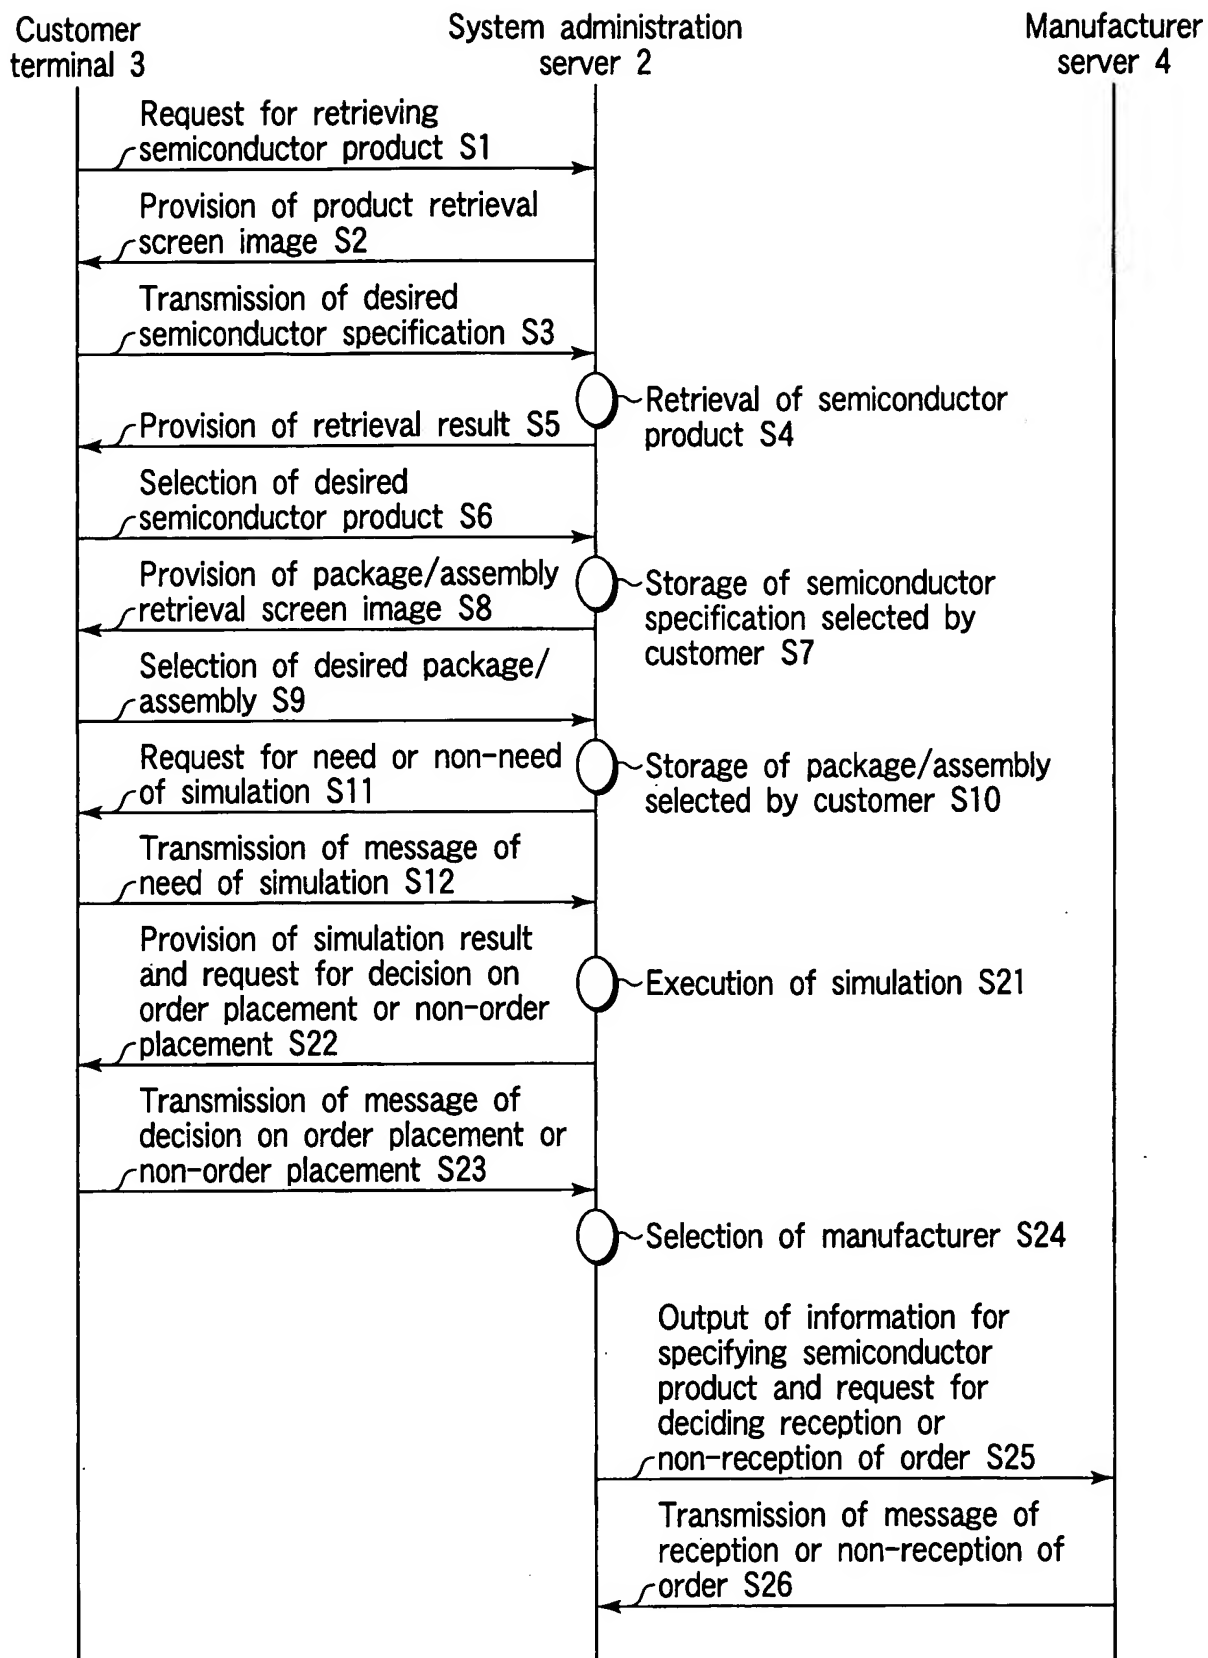 Customer
terminal 3
System administration
server 2
Manufacturer
server 4
Request for retrieving
semiconductor product S1
Provision of product retrieval
screen image S2
Transmission of desired
semiconductor specification S3
Retrieval of semiconductor
product S4
Provision of retrieval result S5
Selection of desired
semiconductor product S6
Provision of package/assembly
retrieval screen image S8
Storage of semiconductor
specification selected by
customer S7
Selection of desired package/
assembly S9
Request for need or non-need
of simulation S11
Storage of package/assembly
selected by customer S10
Transmission of message of
need of simulation S12
Provision of simulation result
and request for decision on
order placement or non-order
placement S22
Execution of simulation S21
Transmission of message of
decision on order placement or
non-order placement S23
Selection of manufacturer S24
Output of information for
specifying semiconductor
product and request for
deciding reception or
non-reception of order S25
Transmission of message of
reception or non-reception of
order S26